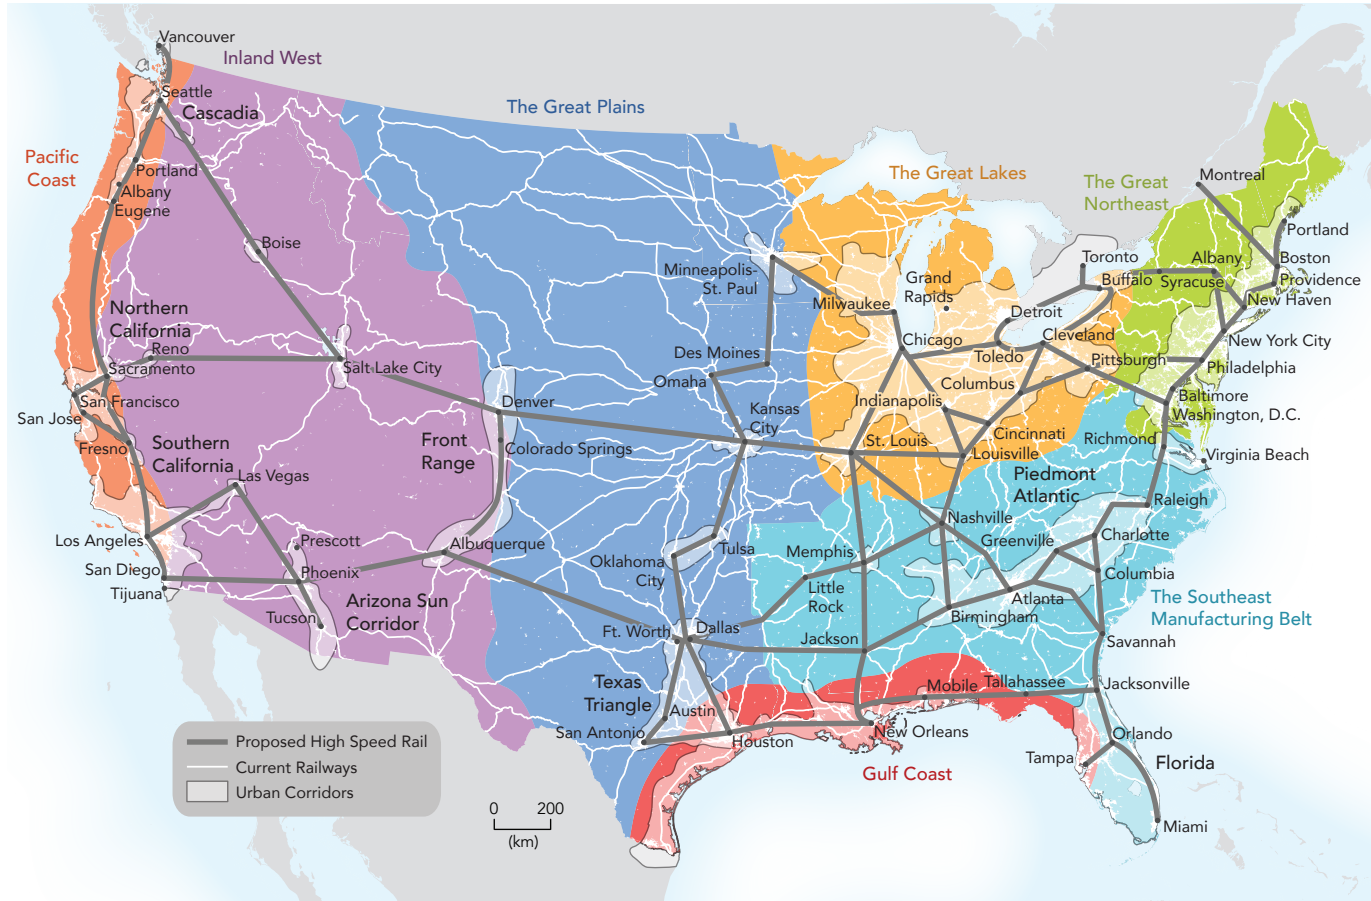 Vancouver
Inland West
Seattle
Cascadia
The Great Plains
Pacific
Coast
Portland
Albany
Eugene
The Great Lakes
The Great
Northeast
Montreal
Portland
Boise
Minneapolis-
St. Paul
Grand
Rapids
Toronto
Albany
Boston
Buffalo
Syracuse
Providence
New Haven
Northern
California
Reno
Sacramento
Milwaukee
Detroit
Cleveland
New York City
Salt Lake City
Des Moines
Chicago
Toledo
Pittsburgh
Philadelphia
Omaha
Columbus
Baltimore
Washington, D.C.
San Francisco
San Jose
Denver
Kansas
City
Indianapolis
Fresno
Southern
California
Front
Range
Colorado Springs
St. Louis
Cincinnati
Louisville
Richmond
Virginia Beach
Las Vegas
Piedmont
Atlantic
Raleigh
Los Angeles
Prescott
Albuquerque
Oklahoma
City
Tulsa
Memphis
Nashville
Greenville
Charlotte
San Diego
Tijuana
Phoenix
Little
Rock
Columbia
Atlanta
The Southeast
Manufacturing Belt
Tucson
Arizona Sun
Corridor
Ft. Worth
Dallas
Jackson
Birmingham
Savannah
Texas
Triangle
Austin
San Antonio
Houston
Mobile
Tallahassee
Jacksonville
New Orleans
Gulf Coast
Orlando
Tampa
Florida
Miami
Proposed High Speed Rail
Current Railways
Urban Corridors
0 200
(km)